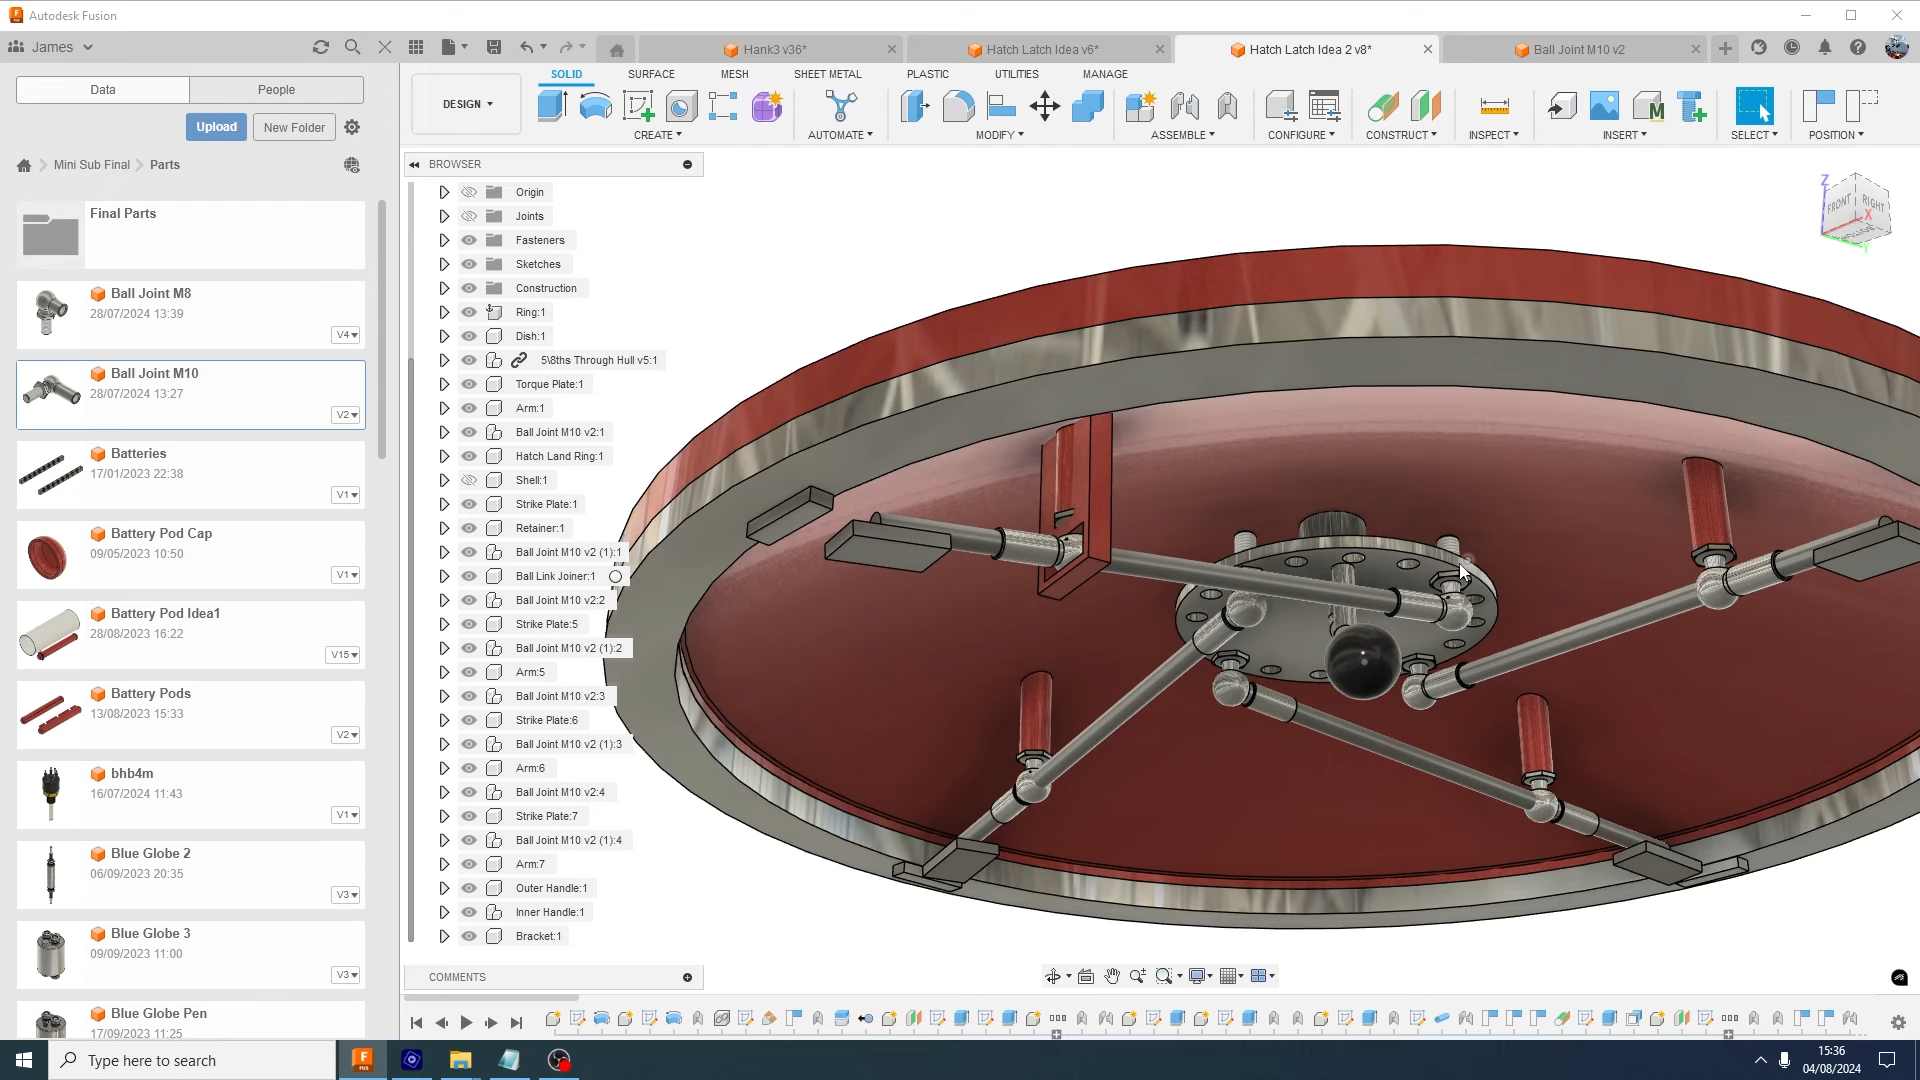 Autodesk Fusion
James
Hank3 v36*
Hatch Latch Idea v6*
Hatch Latch Idea 2 v8*
Ball Joint M10 v2
Data
People
SOLID
SURFACE
MESH
SHEET METAL
PLASTIC
UTILITIES
MANAGE
DESIGN
Upload
New Folder
CREATE
AUTOMATE
MODIFY
ASSEMBLE
CONFIGURE
CONSTRUCT
INSPECT
INSERT
SELECT
POSITION
Mini Sub Final
Parts
BROWSER
Final Parts
Ball Joint M8
28/07/2024 13:39
V4
Ball Joint M10
28/07/2024 13:27
V2
Batteries
17/01/2023 22:38
V1
Battery Pod Cap
09/05/2023 10:50
V1
Battery Pod Idea1
28/08/2023 16:22
V15
Battery Pods
13/08/2023 15:33
V2
bhb4m
16/07/2024 11:43
V1
Blue Globe 2
06/09/2023 20:35
V3
Blue Globe 3
09/09/2023 11:00
V3
Blue Globe Pen
17/09/2023 11:25
Origin
Joints
Fasteners
Sketches
Construction
Ring:1
Dish:1
5\8ths Through Hull v5:1
Torque Plate:1
Arm:1
Ball Joint M10 v2:1
Hatch Land Ring:1
Shell:1
Strike Plate:1
Retainer:1
Ball Joint M10 v2 (1):1
Ball Link Joiner:1
Ball Joint M10 v2:2
Strike Plate:5
Ball Joint M10 v2 (1):2
Arm:5
Ball Joint M10 v2:3
Strike Plate:6
Ball Joint M10 v2 (1):3
Arm:6
Ball Joint M10 v2:4
Strike Plate:7
Ball Joint M10 v2 (1):4
Arm:7
Outer Handle:1
Inner Handle:1
Bracket:1
COMMENTS
Z
FRONT
RIGHT
X
BOTTOM
Y
Type here to search
15:36
04/08/2024